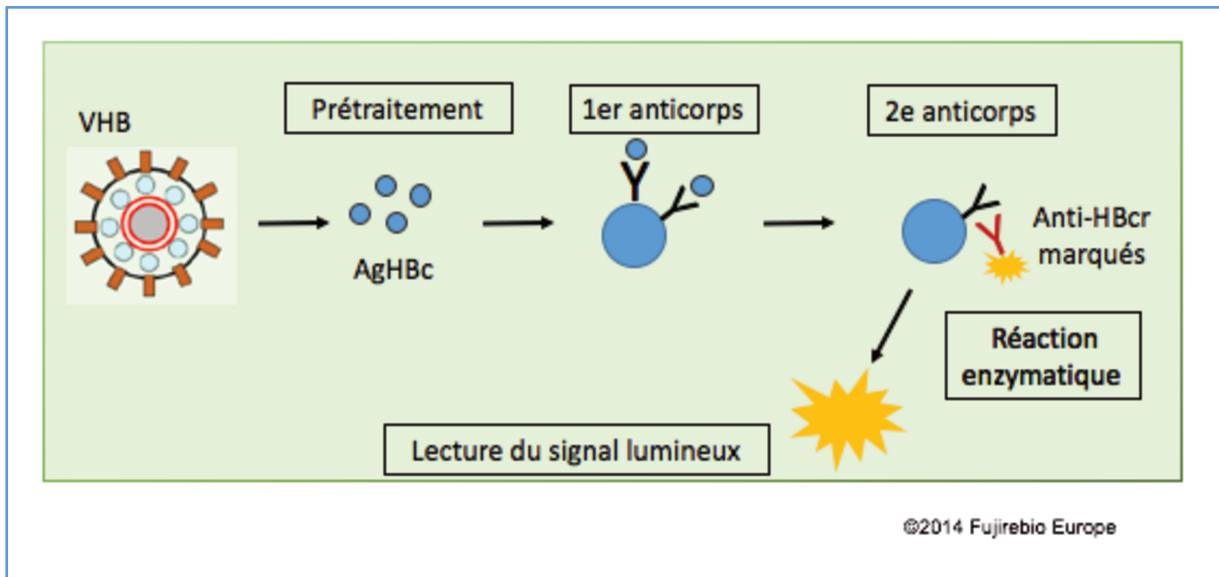 VHB
Prétraitement
1er anticorps
2e anticorps
AgHBc
Anti-HBcr
marqués
Réaction
enzymatique
Lecture du signal lumineux
©2014 Fujirebio Europe